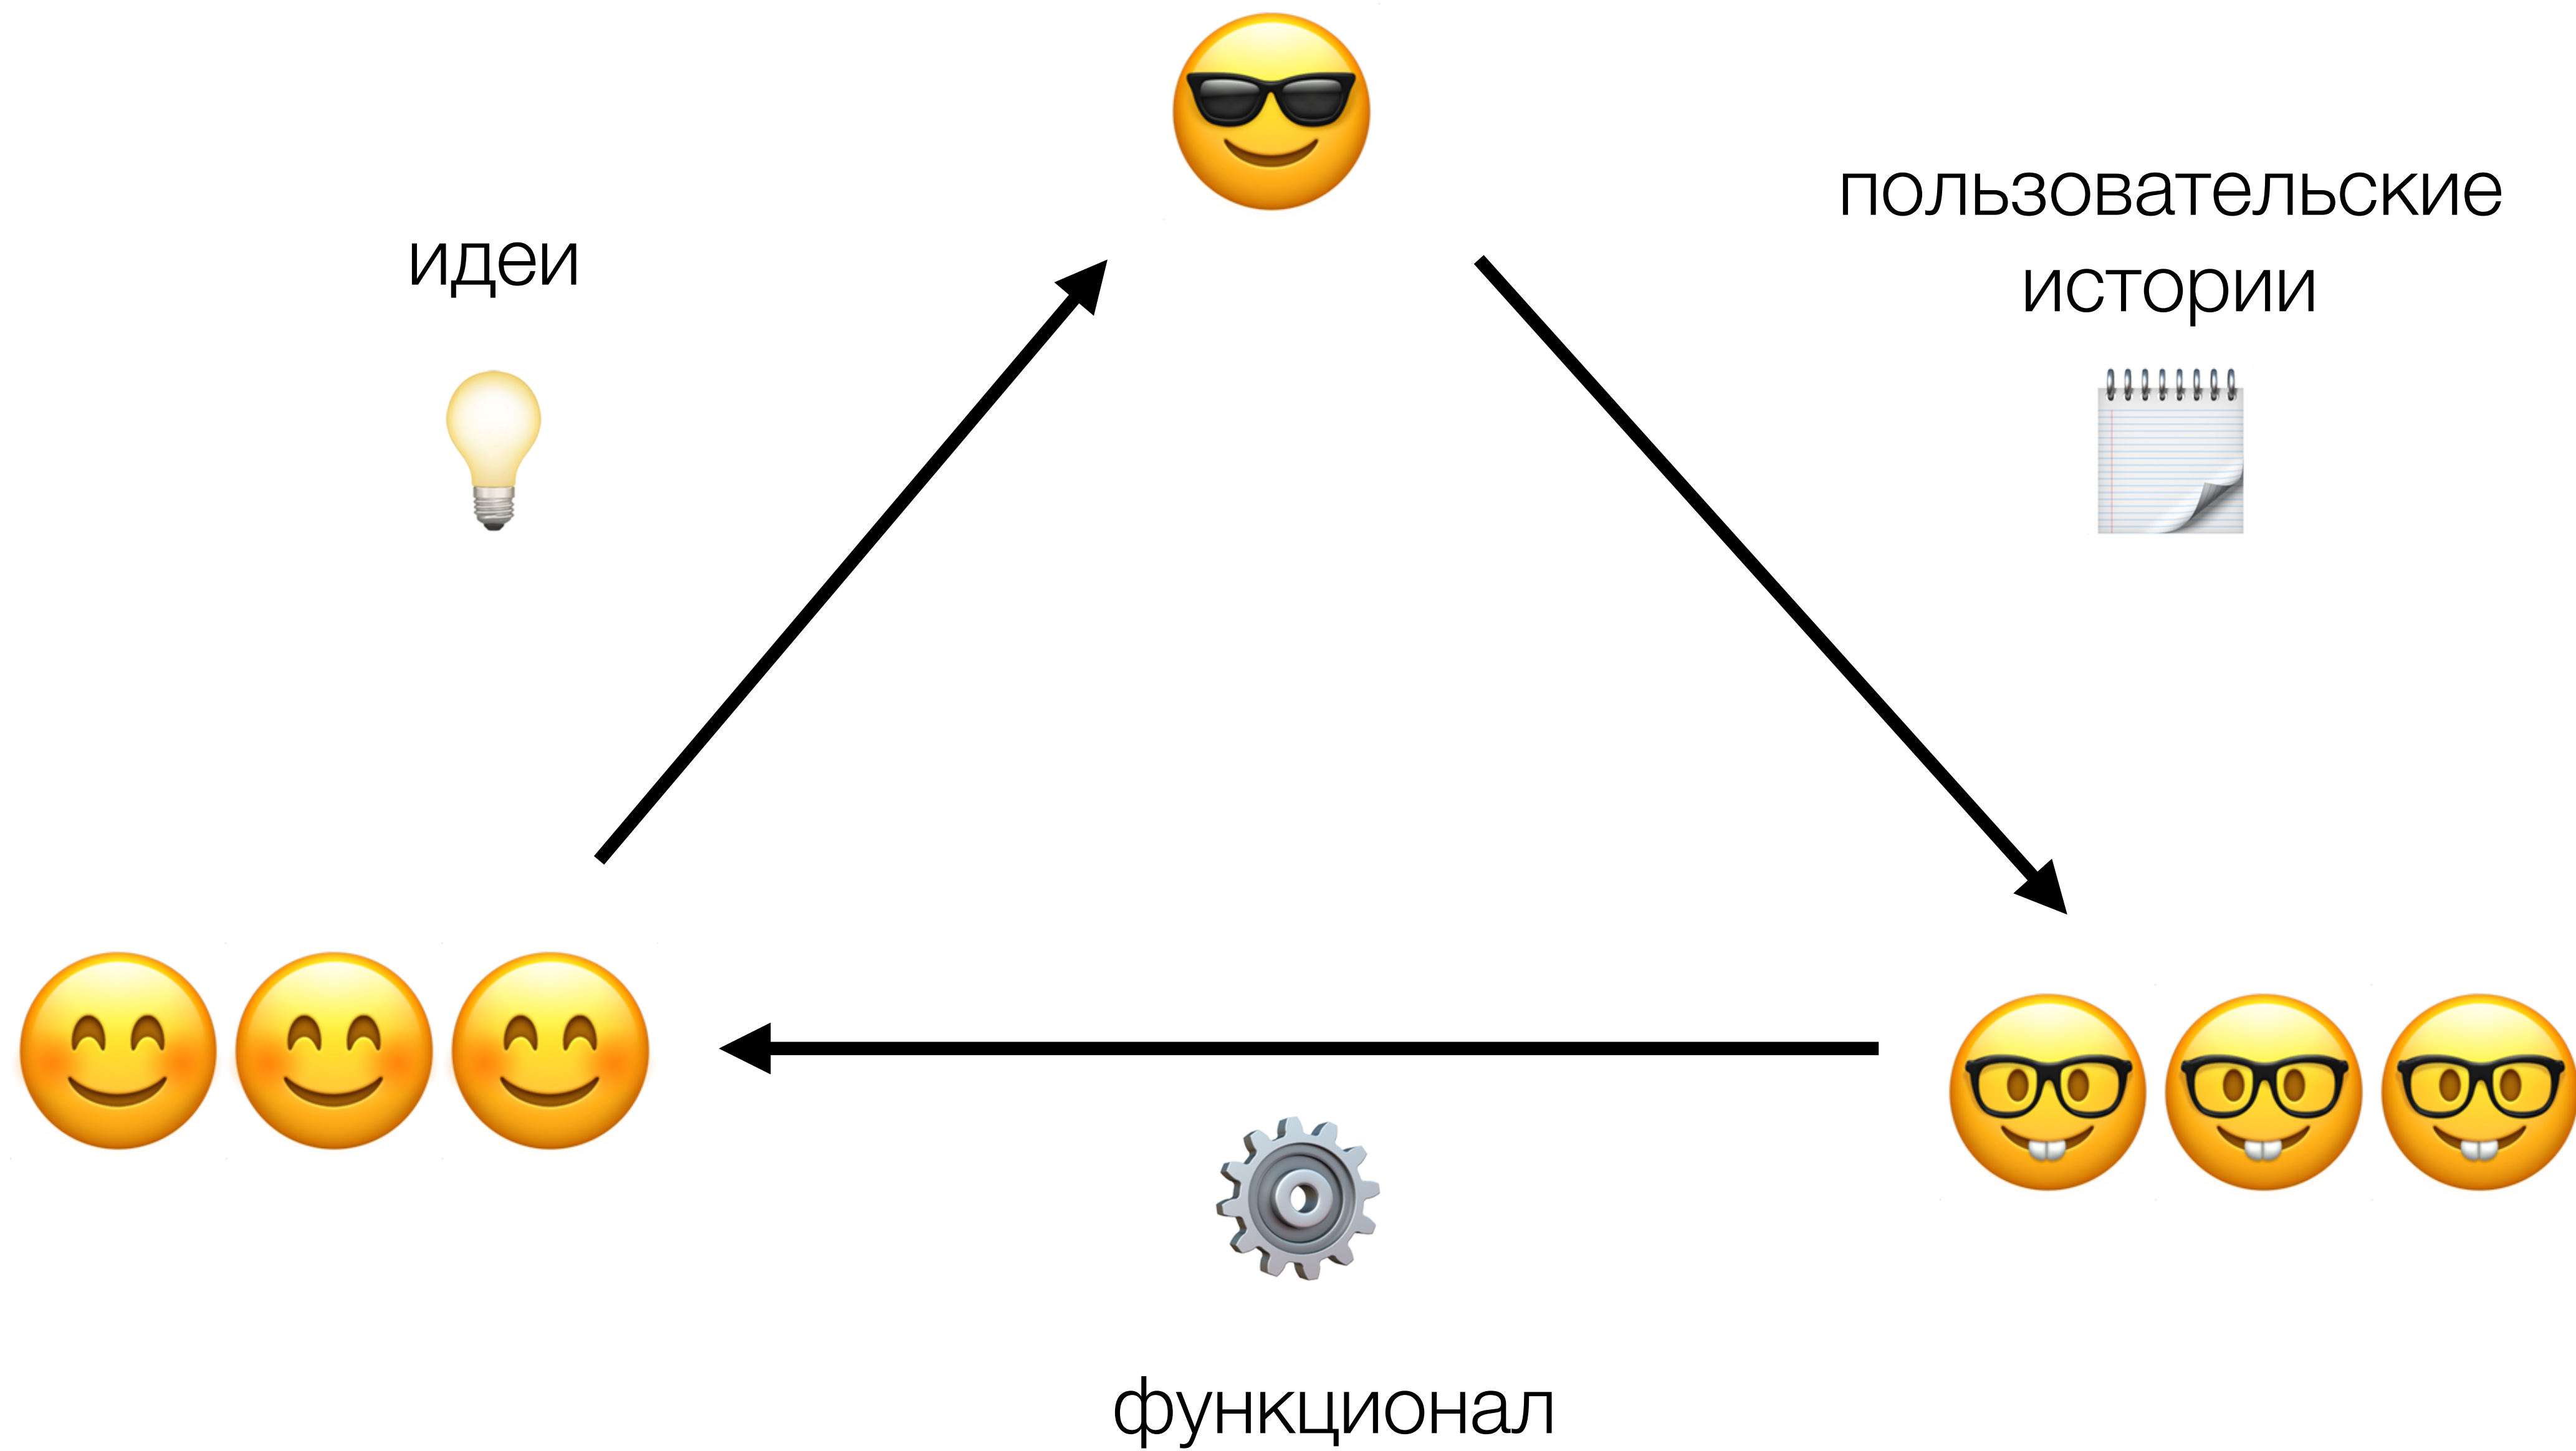 идеи
пользовательские
истории
функционал